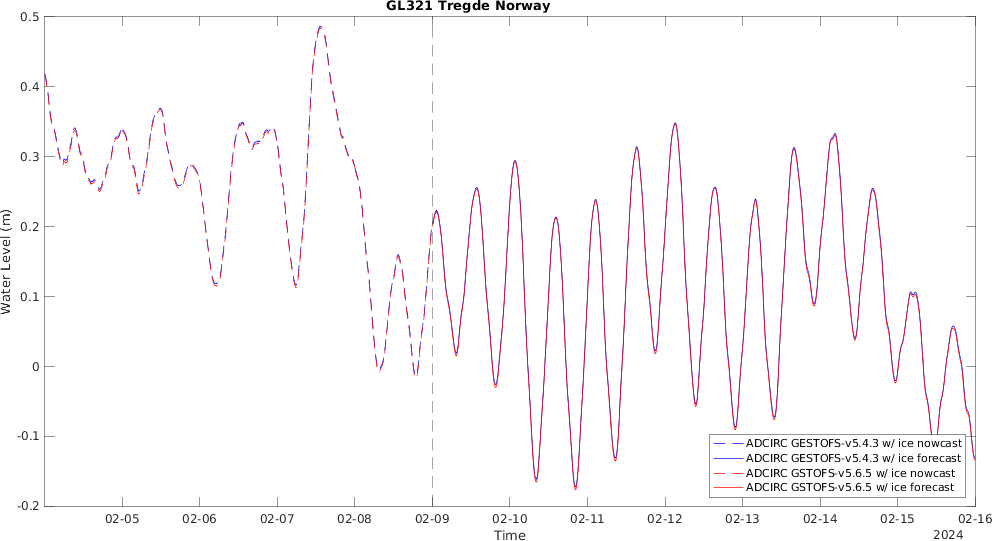 GL321 Tregde Norway
0.5
0.4
0.3
0.2
0.1
0
-0.1
-0.2
Water Level (m)
02-05 02-06 02-07 02-08 02-09 02-10 02-11 02-12 02-13 02-14 02-15 02-16
Time
2024
ADCIRC GESTOFS-v5.4.3 w/ ice nowcast
ADCIRC GESTOFS-v5.4.3 w/ ice forecast
ADCIRC GSTOFS-v5.6.5 w/ ice nowcast
ADCIRC GSTOFS-v5.6.5 w/ ice forecast